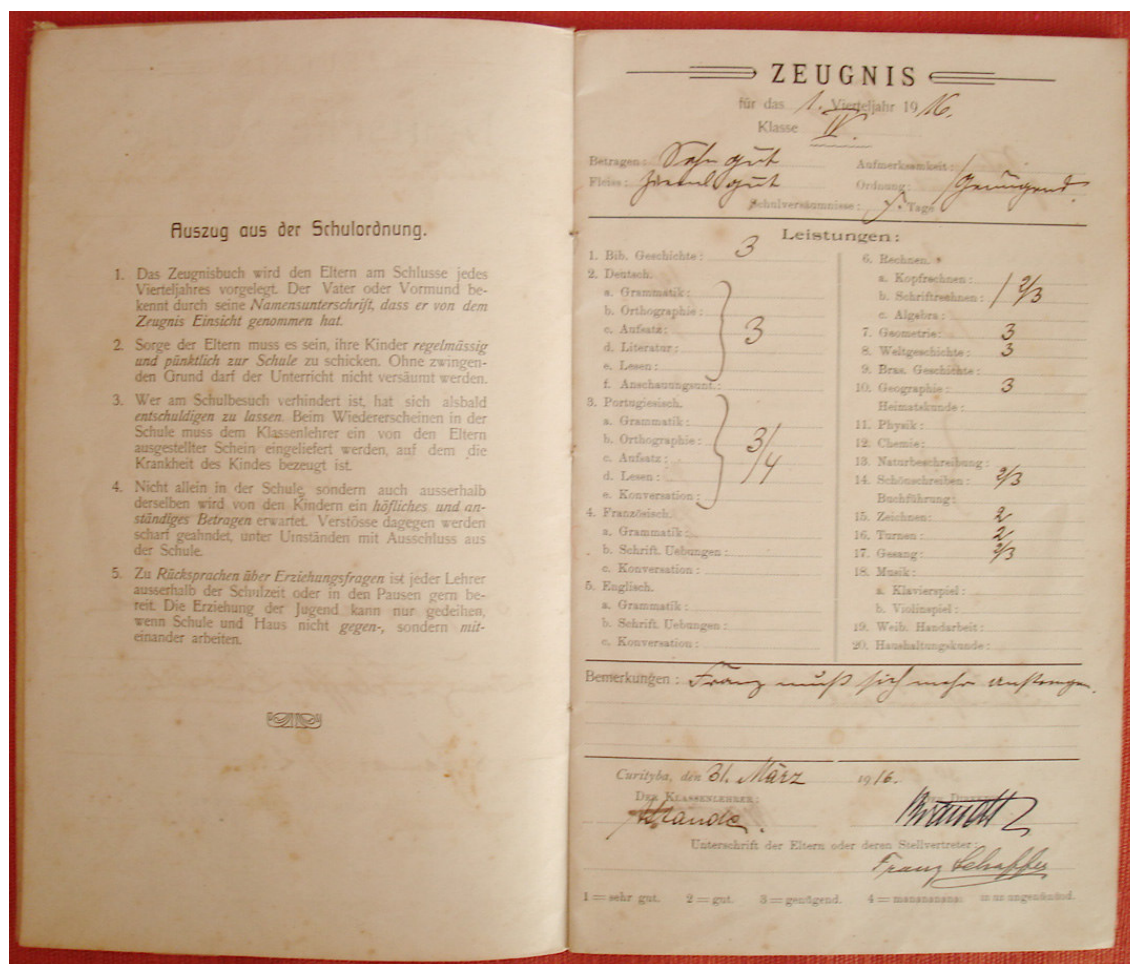 Auszug aus der Schulordnung.
1. Das Zeugnisbuch wird den Eltern am Schlusse jedes
Vierteljahres vorgelegt. Der Vater oder Vormund be-
kennt durch seine Namensunterschrift, dass er von dem
Zeugnis Einsicht genommen hat.
2. Sorge der Eltern muss es sein, ihre Kinder regelmässig
und pünktlich zur Schule zu schicken. Ohne zwingen-
den Grund darf der Unterricht nicht versäumt werden.
3. Wer am Schulbesuch verhindert ist, hat sich alsbald
entschuldigen zu lassen. Beim Wiedererscheinen in der
Schule muss dem Klassenlehrer ein von den Eltern
ausgestellter Schein eingeliefert werden, auf dem die
Krankheit des Kindes bezeugt ist.
4. Nicht allein in der Schule, sondern auch ausserhalb
derselben wird von den Kindern ein höfliches und an-
ständiges Betragen erwartet. Verstösse dagegen werden
scharf geahndet, unter Umständen mit Ausschluss aus
der Schule.
5. Zu Rücksprachen über Erziehungsfragen ist jeder Lehrer
ausserhalb der Schulzeit oder in den Pausen gern be-
reit. Die Erziehung der Jugend kann nur gedeihen,
wenn Schule und Haus nicht gegen-, sondern mit-
einander arbeiten.
ZEUGNIS
für das 1. Vierteljahr 1916.
Klasse IV.
Betragen: Sehr gut
Fleiss: Zieml. gut
Aufmerksamkeit:
Ordnung: Genügend.
Schulversäumnisse: Tage
Leistungen:
1. Bib. Geschichte: 3
2. Deutsch.
a. Grammatik:
b. Orthographie:
c. Aufsatz: 3
d. Literatur:
e. Lesen:
f. Anschauungsunt.:
3. Portugiesisch.
a. Grammatik:
b. Orthographie: 3/4
c. Aufsatz:
d. Lesen:
e. Konversation:
4. Französisch.
a. Grammatik:
b. Schrift. Uebungen:
c. Konversation:
5. Englisch.
a. Grammatik:
b. Schrift. Uebungen:
c. Konversation:
6. Rechnen.
a. Kopfrechnen:
b. Schriftrechnen: 2/3
c. Algebra:
7. Geometrie: 3
8. Weltgeschichte: 3
9. Bras. Geschichte:
10. Geographie: 3
Heimatskunde:
11. Physik:
12. Chemie:
13. Naturbeschreibung:
14. Schönschreiben: 2/3
Buchführung:
15. Zeichnen: 2
16. Turnen: 2
17. Gesang: 2/3
18. Musik:
a. Klavierspiel:
b. Violinspiel:
19. Weib. Handarbeit:
20. Haushaltungskunde:
Bemerkungen: Franz muß sich mehr anstrengen.
Curityba, den 31. März 1916.
DER KLASSENLEHRER:
Brandt
Unterschrift der Eltern oder deren Stellvertreter:
Franz Schaffer
1 = sehr gut. 2 = gut. 3 = genügend. 4 =